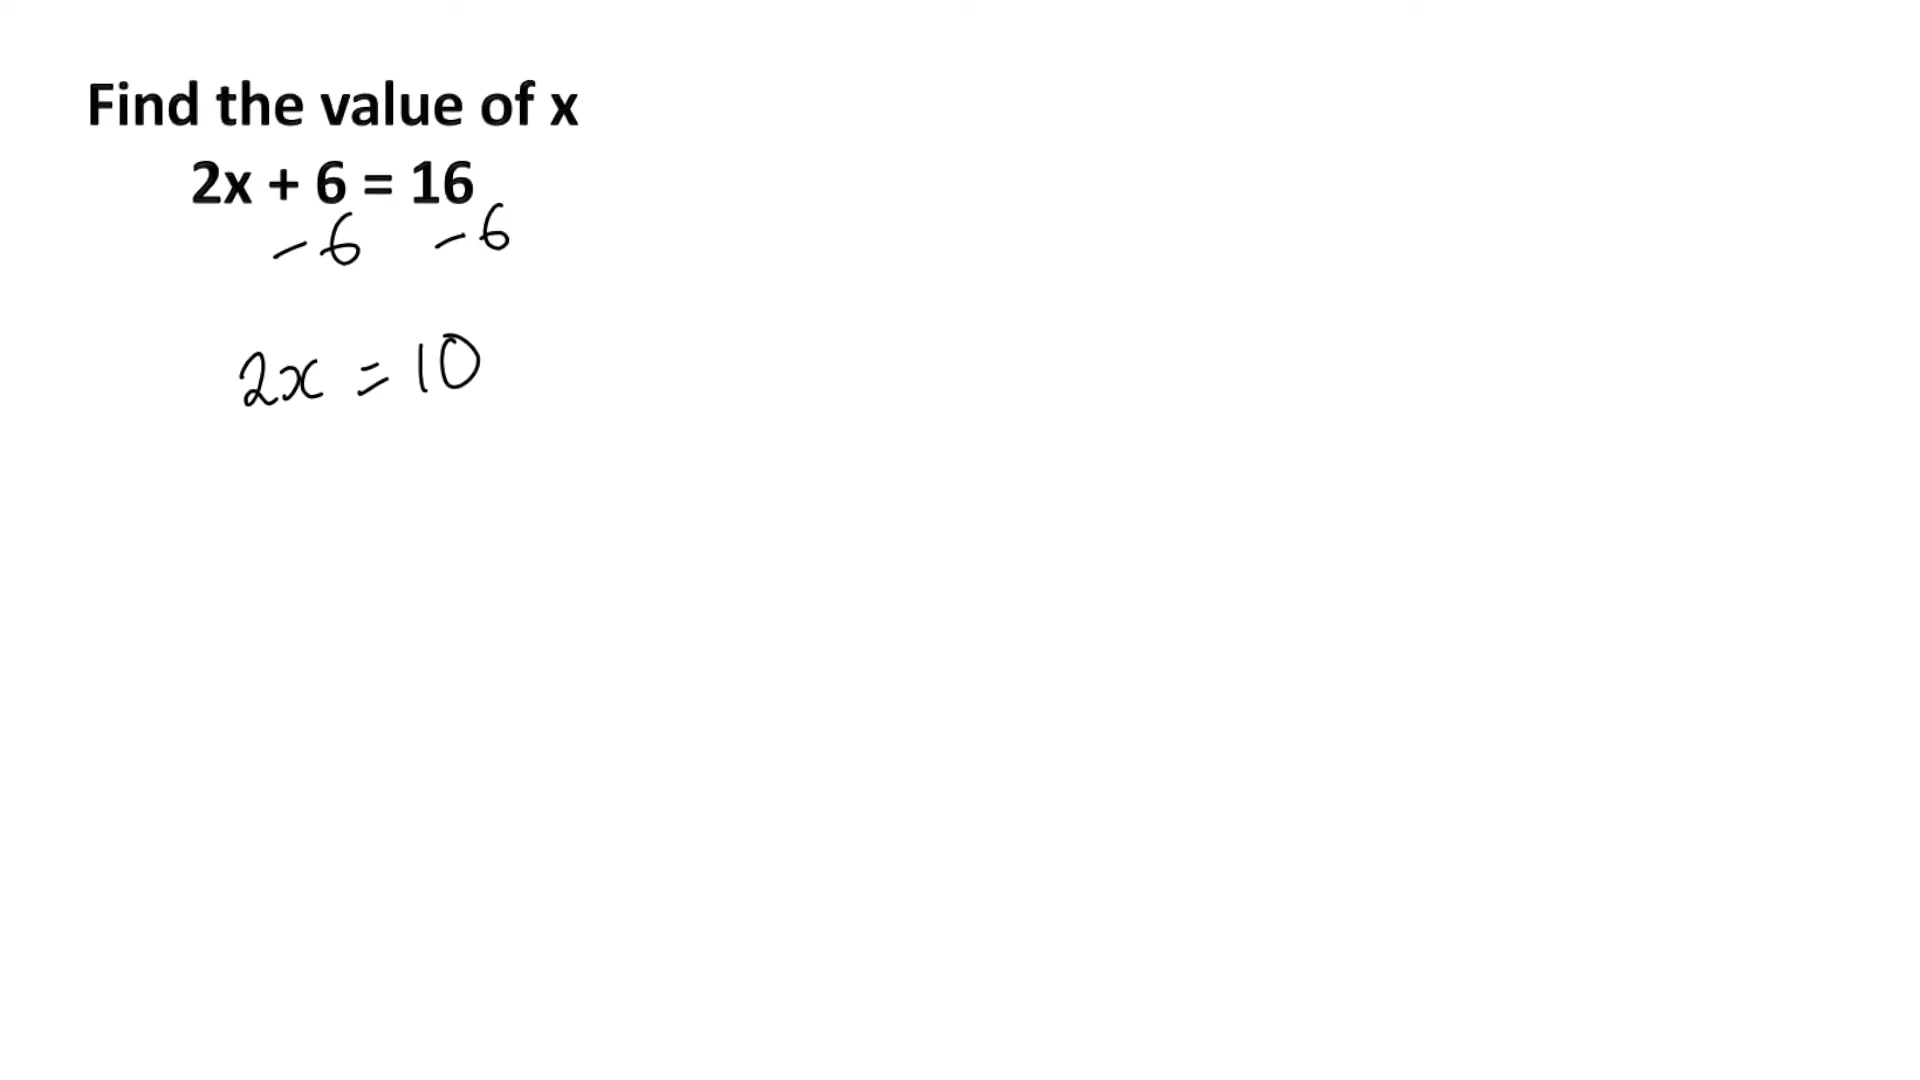 Find the value of x
2x + 6 = 16
-6 -6
2x = 10